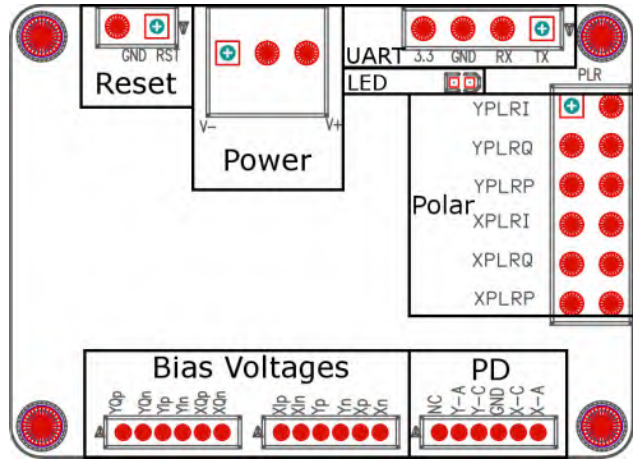 GND RST
Reset
V- V+
Power
UART 3.3 GND RX TX
LED
PLR
YPLRI
YPLRQ
YPLRP
Polar
XPLRI
XPLRQ
XPLRP
Bias Voltages
YQp YQn YIp YIn XQp XQn
XIp XIn Yp Yn Xp Xn
PD
NC Y-A Y-C GND X-C X-A